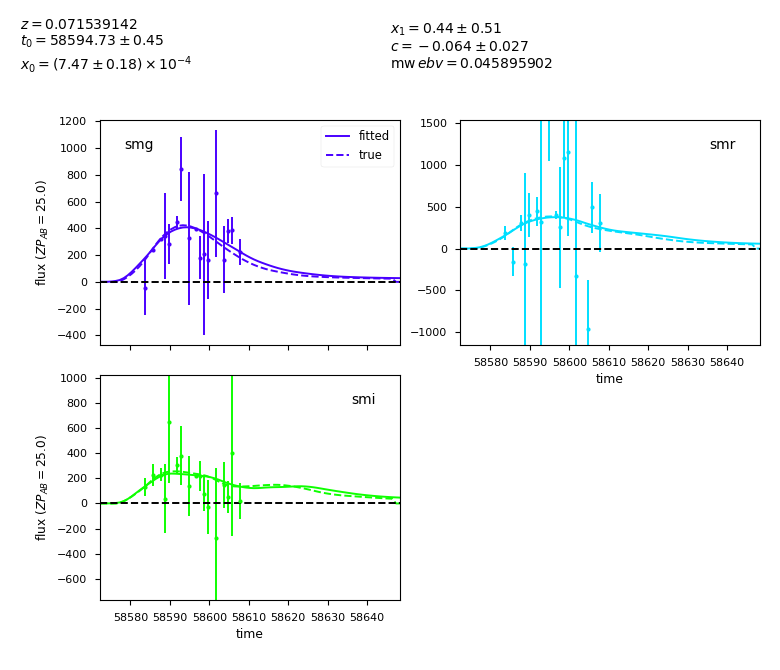 z = 0.071539142
t₀ = 58594.73 ± 0.45
x₀ = (7.47 ± 0.18) × 10⁻⁴
x₁ = 0.44 ± 0.51
c = −0.064 ± 0.027
mw ebv = 0.045895902
smg
fitted
true
1200
1000
800
600
400
200
0
−200
−400
flux (ZP_AB = 25.0)
smr
1500
1000
500
0
−500
−1000
58580 58590 58600 58610 58620 58630 58640
time
smi
1000
800
600
400
200
0
−200
−400
−600
flux (ZP_AB = 25.0)
58580 58590 58600 58610 58620 58630 58640
time